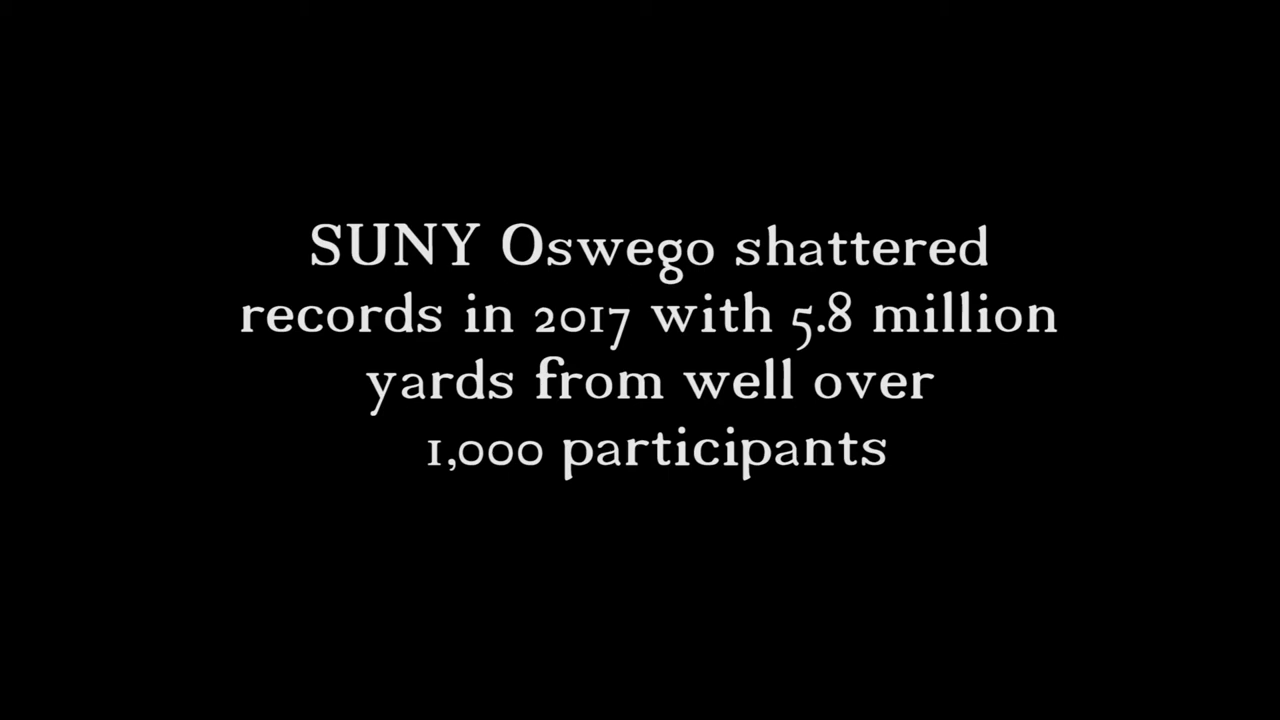 SUNY Oswego shattered
records in 2017 with 5.8 million
yards from well over
1,000 participants